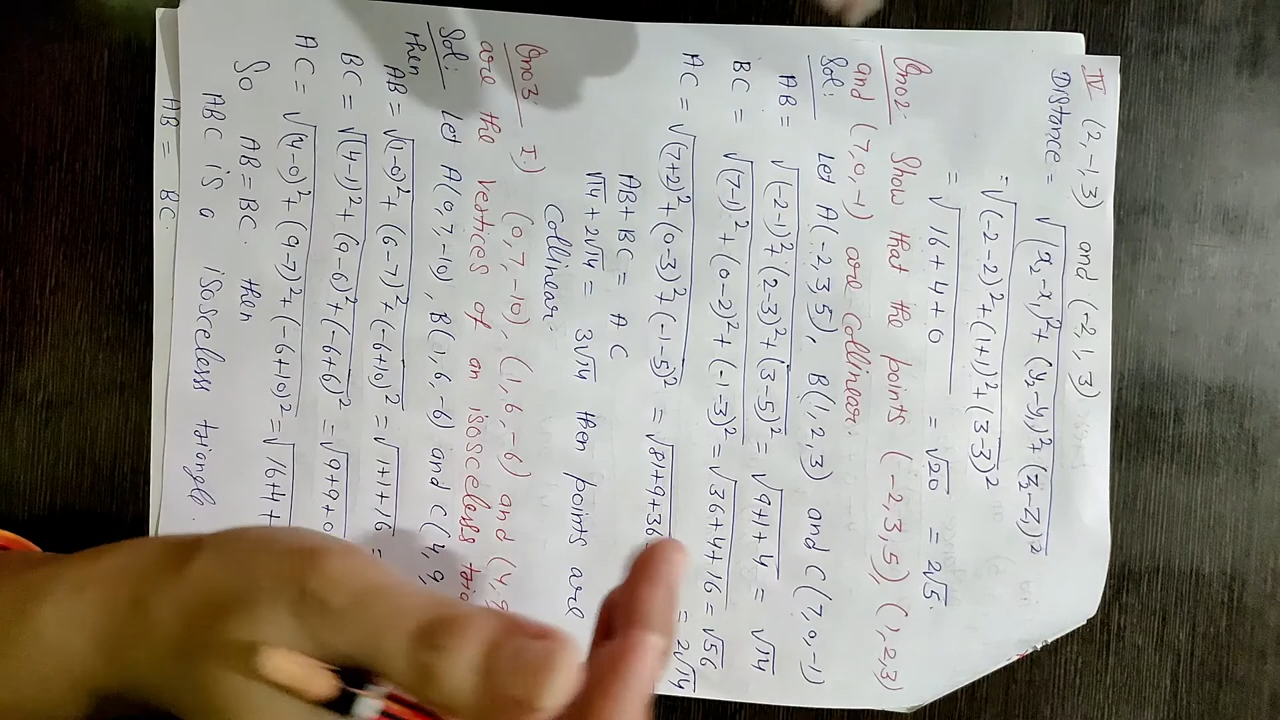 IV (2, -1, 3) and (-2, 1, 3)
Distance = √(x₂-x₁)² + (y₂-y₁)² + (z₂-z₁)²
= √(-2-2)² + (1+1)² + (3-3)²
= √16+4+0 = √20 = 2√5.
Qno2- Show that the points (-2,3,5), (1,2,3)
and (7,0,-1) are collinear.
Sol: Let A(-2,3,5), B(1,2,3) and C(7,0,-1)
AB = √(-2-1)² + (2-3)² + (3-5)² = √9+1+4 = √14
BC = √(7-1)² + (0-2)² + (-1-3)² = √36+4+16 = √56
= 2√14
AC = √(7+2)² + (0-3)² + (-1-5)² = √81+9+36
AB+BC = AC
√14+2√14 = 3√14 then points are
Collinear.
Qno3- I.) (0,7,-10), (1,6,-6) and (4,9
are the vertices of an isosceless tria
Sol: Let A(0,7,-10), B(1,6,-6) and C(4,9,
then AB = √(1-0)² + (6-7)² + (-6+10)² = √1+1+16 =
BC = √(4-1)² + (9-6)² + (-6+6)² = √9+9+0
AC = √(4-0)² + (9-7)² + (-6+10)² = √16+4+
So AB = BC. then
ABC is a isosceless triangle.
AB = BC